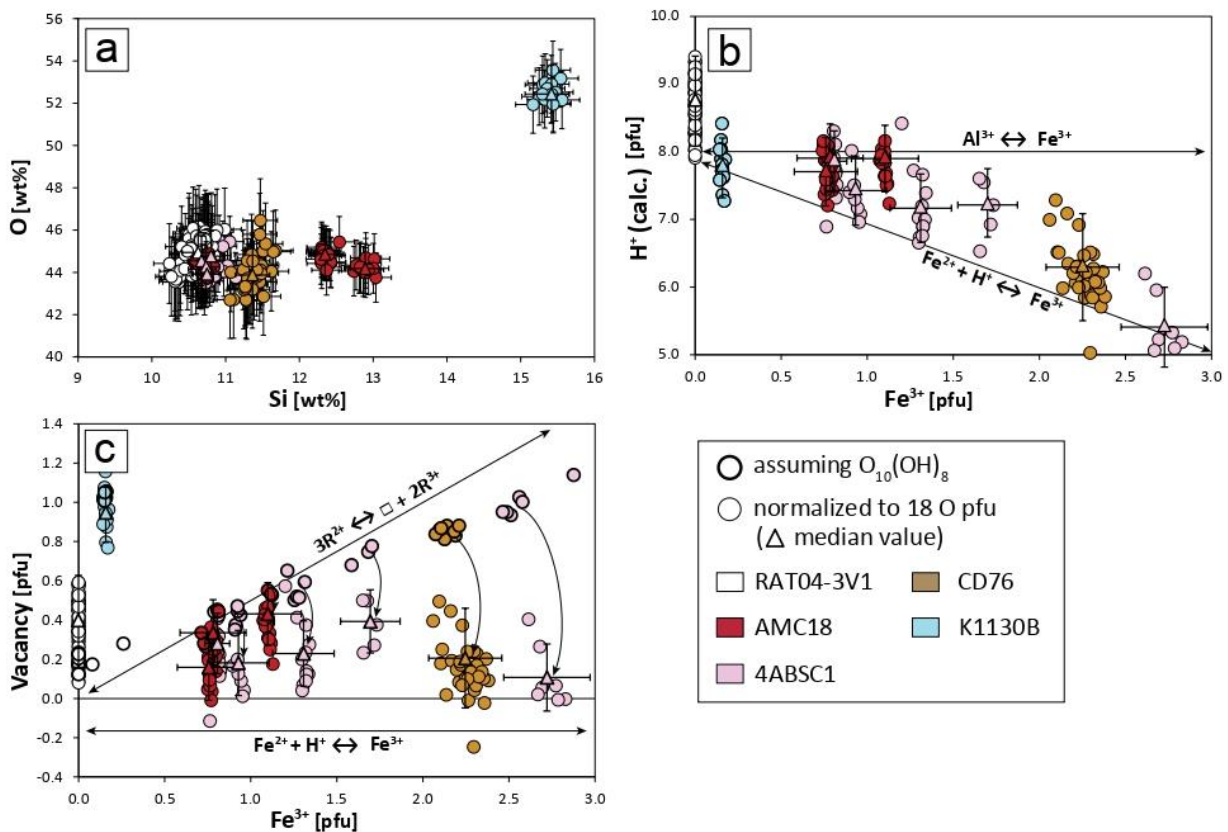 a
O [wt%]
56
54
52
50
48
46
44
42
40
9 10 11 12 13 14 15 16
Si [wt%]
b
H⁺ (calc.) [pfu]
10.0
9.0
8.0
7.0
6.0
5.0
Al³⁺ ↔ Fe³⁺
Fe²⁺ + H⁺ ↔ Fe³⁺
0.0 0.5 1.0 1.5 2.0 2.5 3.0
Fe³⁺ [pfu]
c
Vacancy [pfu]
1.4
1.2
1.0
0.8
0.6
0.4
0.2
0.0
-0.2
-0.4
3R²⁺ ↔ □ + 2R³⁺
Fe²⁺ + H⁺ ↔ Fe³⁺
0.0 0.5 1.0 1.5 2.0 2.5 3.0
Fe³⁺ [pfu]
assuming O₁₀(OH)₈
normalized to 18 O pfu
(△ median value)
RAT04-3V1 CD76
AMC18 K1130B
4ABSC1